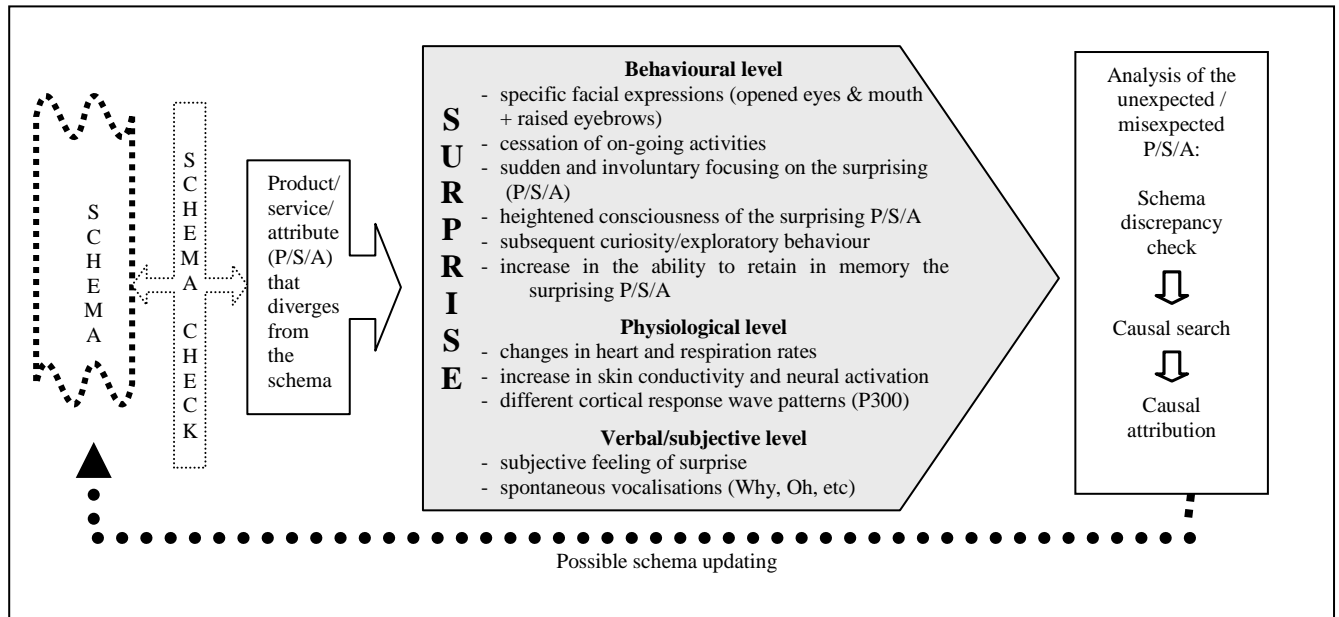 SCHEMA
SCHEMA CHECK
Product/
service/
attribute
(P/S/A)
that
diverges
from
the
schema
SURPRISE
Behavioural level
- specific facial expressions (opened eyes & mouth
+ raised eyebrows)
- cessation of on-going activities
- sudden and involuntary focusing on the surprising
(P/S/A)
- heightened consciousness of the surprising P/S/A
- subsequent curiosity/exploratory behaviour
- increase in the ability to retain in memory the
surprising P/S/A
Physiological level
- changes in heart and respiration rates
- increase in skin conductivity and neural activation
- different cortical response wave patterns (P300)
Verbal/subjective level
- subjective feeling of surprise
- spontaneous vocalisations (Why, Oh, etc)
Analysis of the
unexpected /
misexpected
P/S/A:
Schema
discrepancy
check
Causal search
Causal
attribution
Possible schema updating